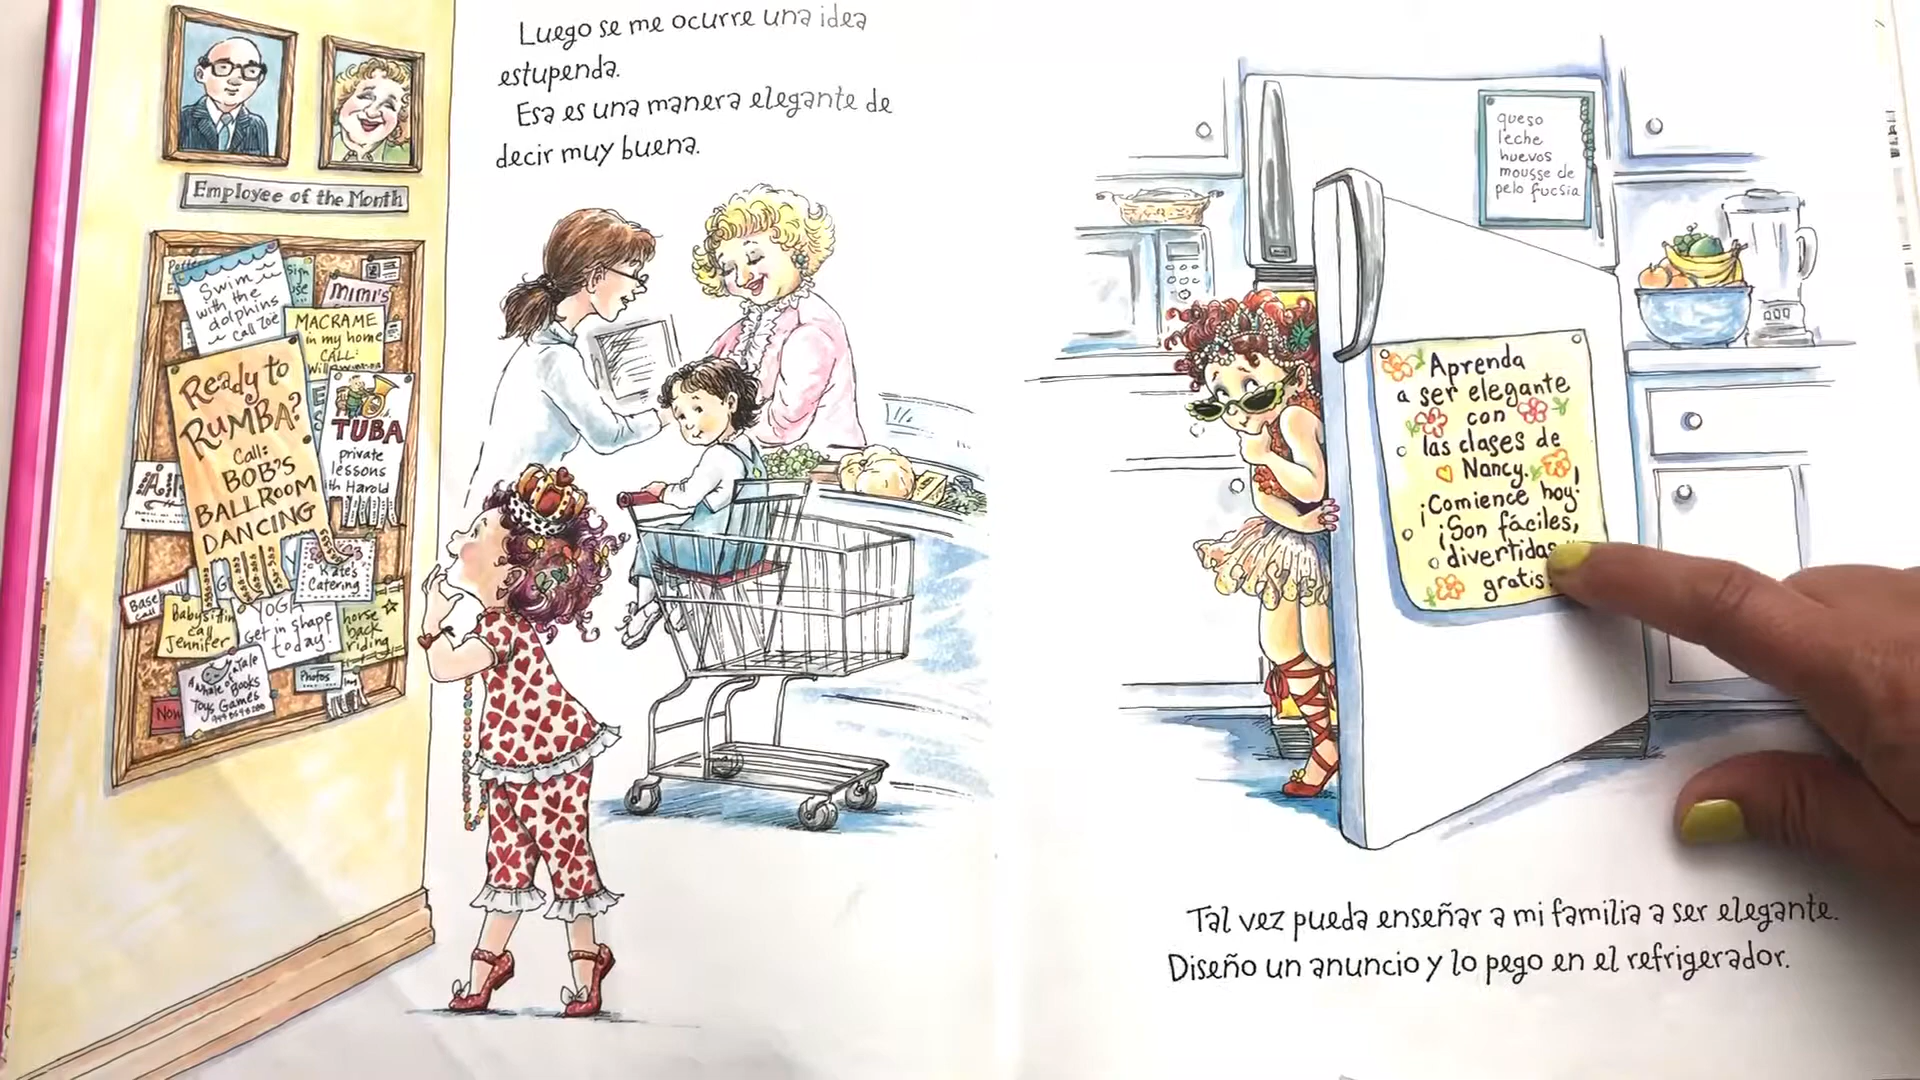 Luego se me ocurre una idea
estupenda.
Esa es una manera elegante de
decir muy buena.
Employee of the Month
Swim
with the
dolphins
call Zoë
MIMI'S
MACRAME
in my home
CALL:
Ready to
RUMBA?
Call:
BOB'S
BALLROOM
DANCING
TUBA
private
lessons
with Harold
Kate's
Catering
Base
Call
Babysittin
call
Jennifer
YOGA
Get in shape
today!
horse
back
riding
A
Whale of a Tale
Books
Toys Games
Photos
Now
queso
leche
huevos
mousse de
pelo fucsia
Aprenda
a ser elegante
con
las clases de
Nancy.
¡Comience hoy!
¡Son fáciles,
divertidas
gratis!
Tal vez pueda enseñar a mi familia a ser elegante.
Diseño un anuncio y lo pego en el refrigerador.